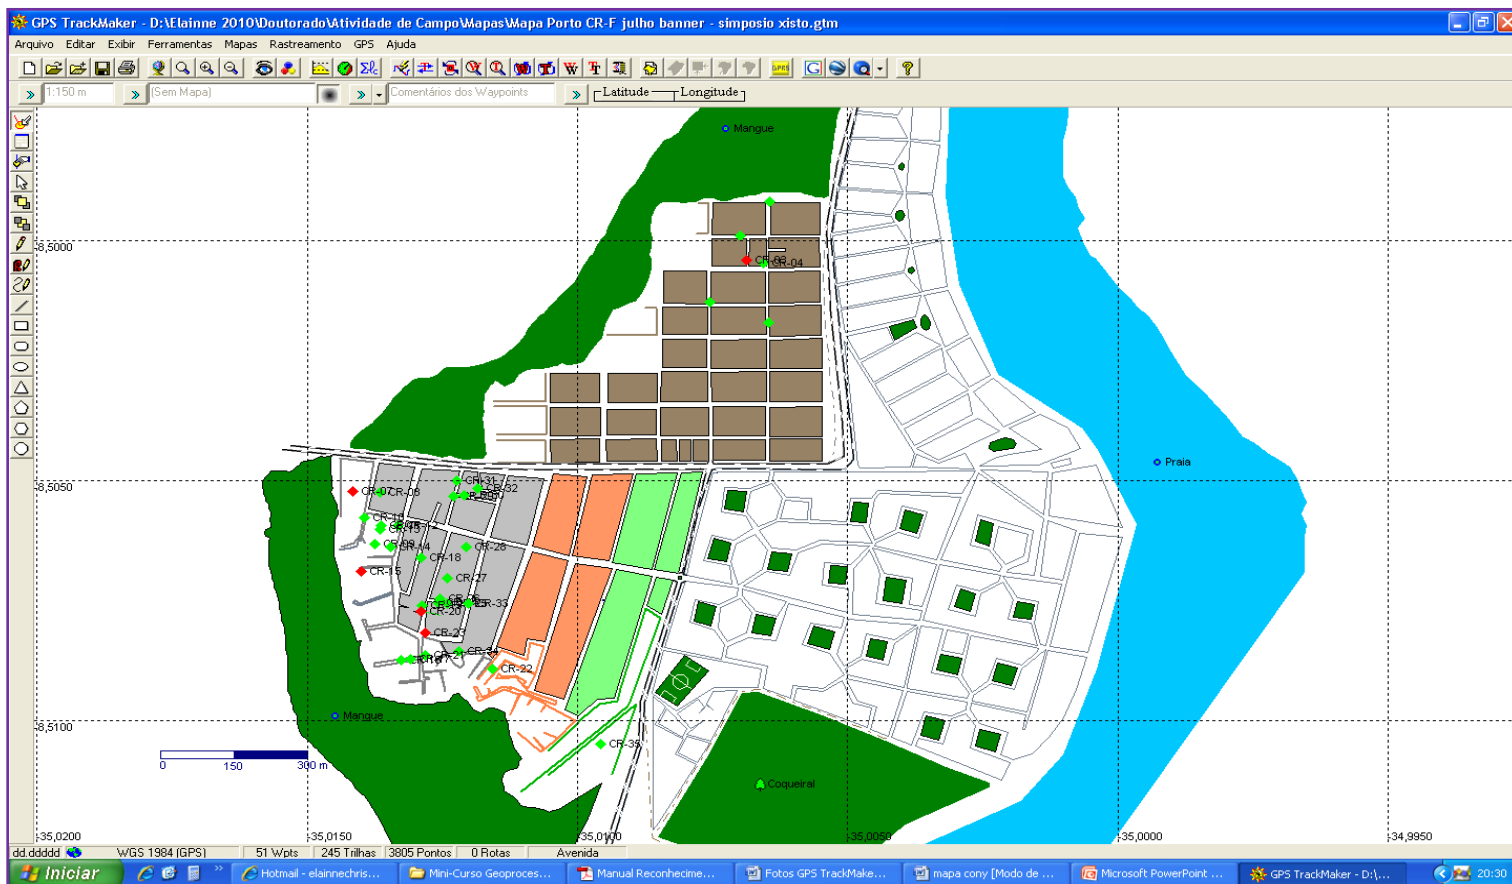 GPS TrackMaker - D:\Elainne 2010\Doutorado\Atividade de Campo\Mapas\Mapa Porto CR-F julho banner - simposio xisto.gtm
Arquivo Editar Exibir Ferramentas Mapas Rastreamento GPS Ajuda
1:150 m (Sem Mapa) Comentários dos Waypoints Latitude Longitude
Mangue
8,5000
CR-03
CR-04
Praia
8,5050
CR-31
CR-07 CR-08 CR-32
CR-10
CR-09 CR-14 CR-28
CR-18
CR-15
CR-27
CR-26
CR-33
CR-20
CR-23
CR-21 CR-34
CR-22
Mangue
8,5100
CR-35
0 150 300 m
Coqueiral
-35,0200 -35,0150 -35,0100 -35,0050 -35,0000 -34,9950
dd.ddddd WGS 1984 (GPS) 51 Wpts 245 Trilhas 3805 Pontos 0 Rotas Avenida
Iniciar Hotmail - elainnechris... Mini-Curso Geoproces... Manual Reconhecime... Fotos GPS TrackMake... mapa cony [Modo de ... Microsoft PowerPoint ... GPS TrackMaker - D:\... 20:30